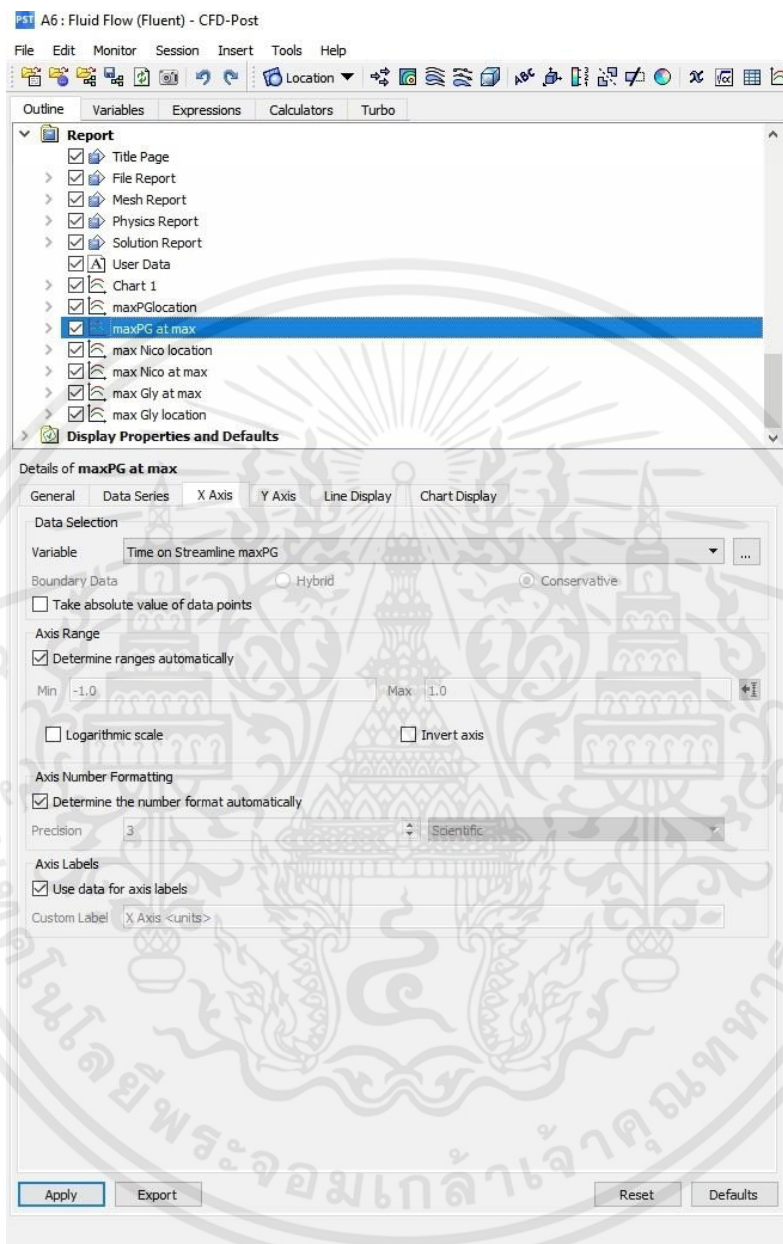 PST A6 : Fluid Flow (Fluent) - CFD-Post
File Edit Monitor Session Insert Tools Help
Location
Outline Variables Expressions Calculators Turbo
Report
Title Page
File Report
Mesh Report
Physics Report
Solution Report
A User Data
Chart 1
maxPGlocation
maxPG at max
max Nico location
max Nico at max
max Gly at max
max Gly location
Display Properties and Defaults
Details of maxPG at max
General Data Series X Axis Y Axis Line Display Chart Display
Data Selection
Variable Time on Streamline maxPG ...
Boundary Data Hybrid Conservative
Take absolute value of data points
Axis Range
Determine ranges automatically
Min -1.0 Max 1.0
Logarithmic scale Invert axis
Axis Number Formatting
Determine the number format automatically
Precision 3 Scientific
Axis Labels
Use data for axis labels
Custom Label X Axis <units>
Apply Export Reset Defaults